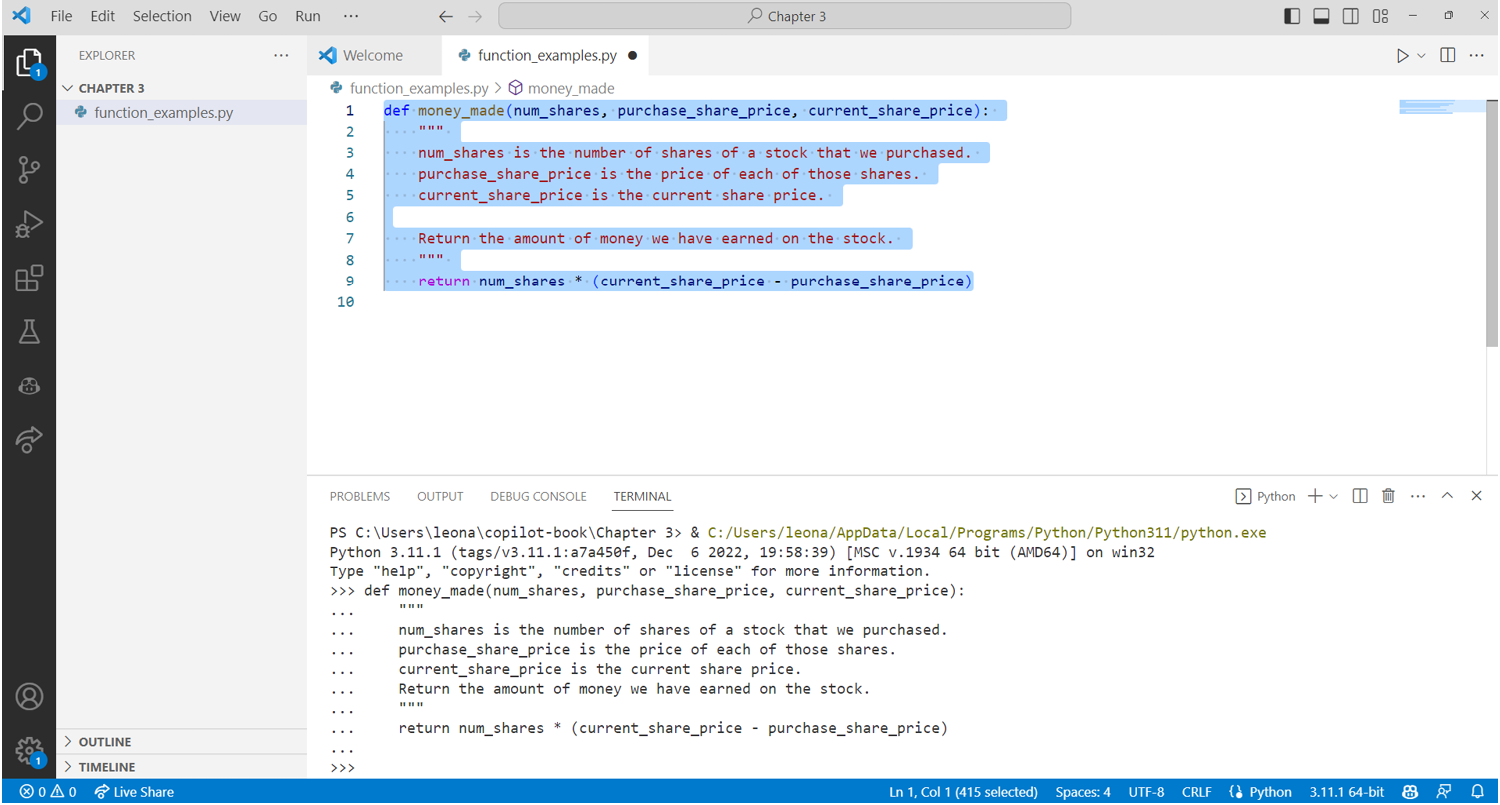 File Edit Selection View Go Run ··· Chapter 3
EXPLORER ···
CHAPTER 3
function_examples.py
OUTLINE
TIMELINE
Welcome function_examples.py
function_examples.py > money_made
1 def money_made(num_shares, purchase_share_price, current_share_price):
2 """
3 num_shares is the number of shares of a stock that we purchased.
4 purchase_share_price is the price of each of those shares.
5 current_share_price is the current share price.
6
7 Return the amount of money we have earned on the stock.
8 """
9 return num_shares * (current_share_price - purchase_share_price)
10
PROBLEMS OUTPUT DEBUG CONSOLE TERMINAL Python
PS C:\Users\leona\copilot-book\Chapter 3> & C:/Users/leona/AppData/Local/Programs/Python/Python311/python.exe
Python 3.11.1 (tags/v3.11.1:a7a450f, Dec  6 2022, 19:58:39) [MSC v.1934 64 bit (AMD64)] on win32
Type "help", "copyright", "credits" or "license" for more information.
>>> def money_made(num_shares, purchase_share_price, current_share_price):
...     """
...     num_shares is the number of shares of a stock that we purchased.
...     purchase_share_price is the price of each of those shares.
...     current_share_price is the current share price.
...     Return the amount of money we have earned on the stock.
...     """
...     return num_shares * (current_share_price - purchase_share_price)
...
>>>
1
1
0 0 Live Share Ln 1, Col 1 (415 selected) Spaces: 4 UTF-8 CRLF Python 3.11.1 64-bit